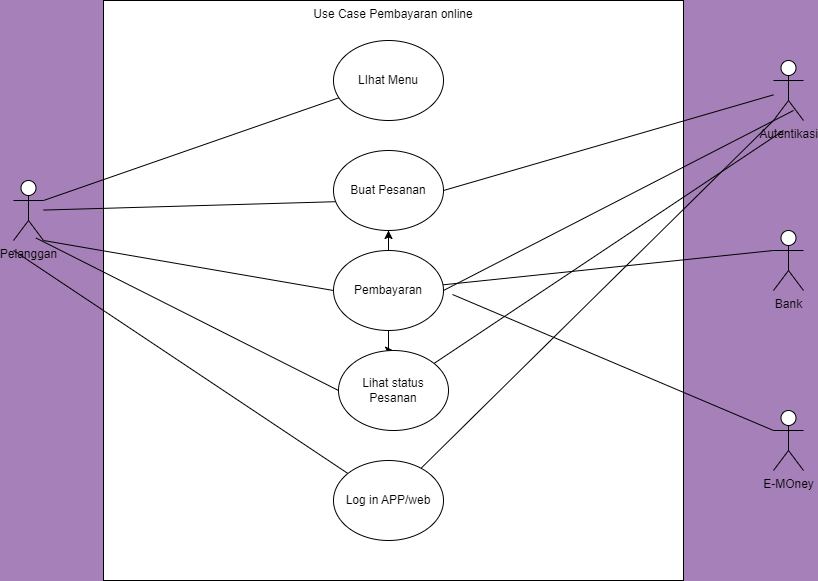 Use Case Pembayaran online
LIhat Menu
Autentikasi
Buat Pesanan
Pelanggan
Pembayaran
Bank
Lihat status
Pesanan
E-MOney
Log in APP/web